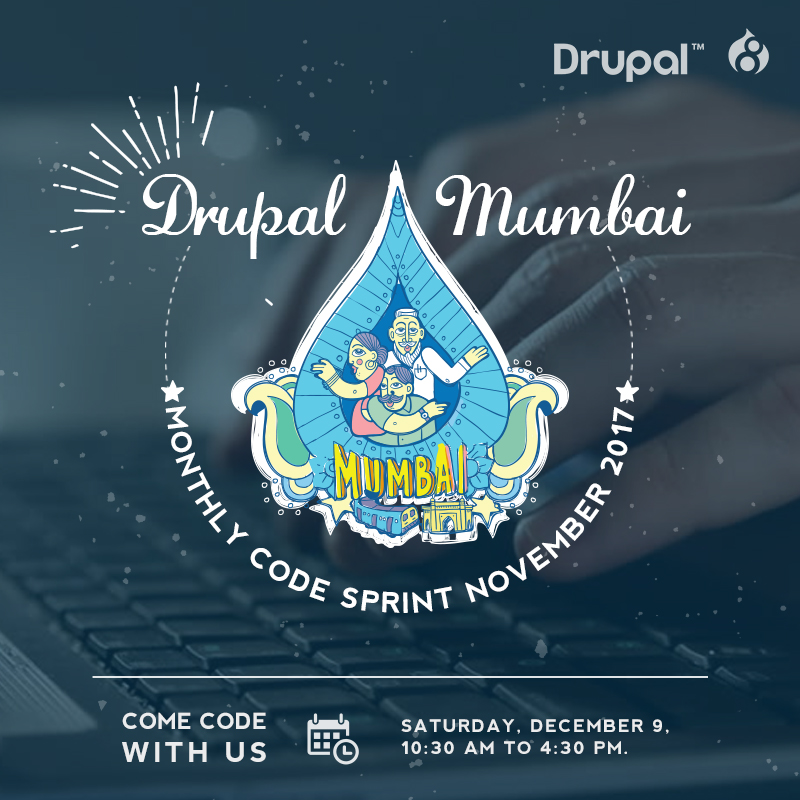 Drupal™
Drupal Mumbai
MUMBAI
MONTHLY CODE SPRINT NOVEMBER 2017
COME CODE
WITH US
SATURDAY, DECEMBER 9,
10:30 AM TO 4:30 PM.